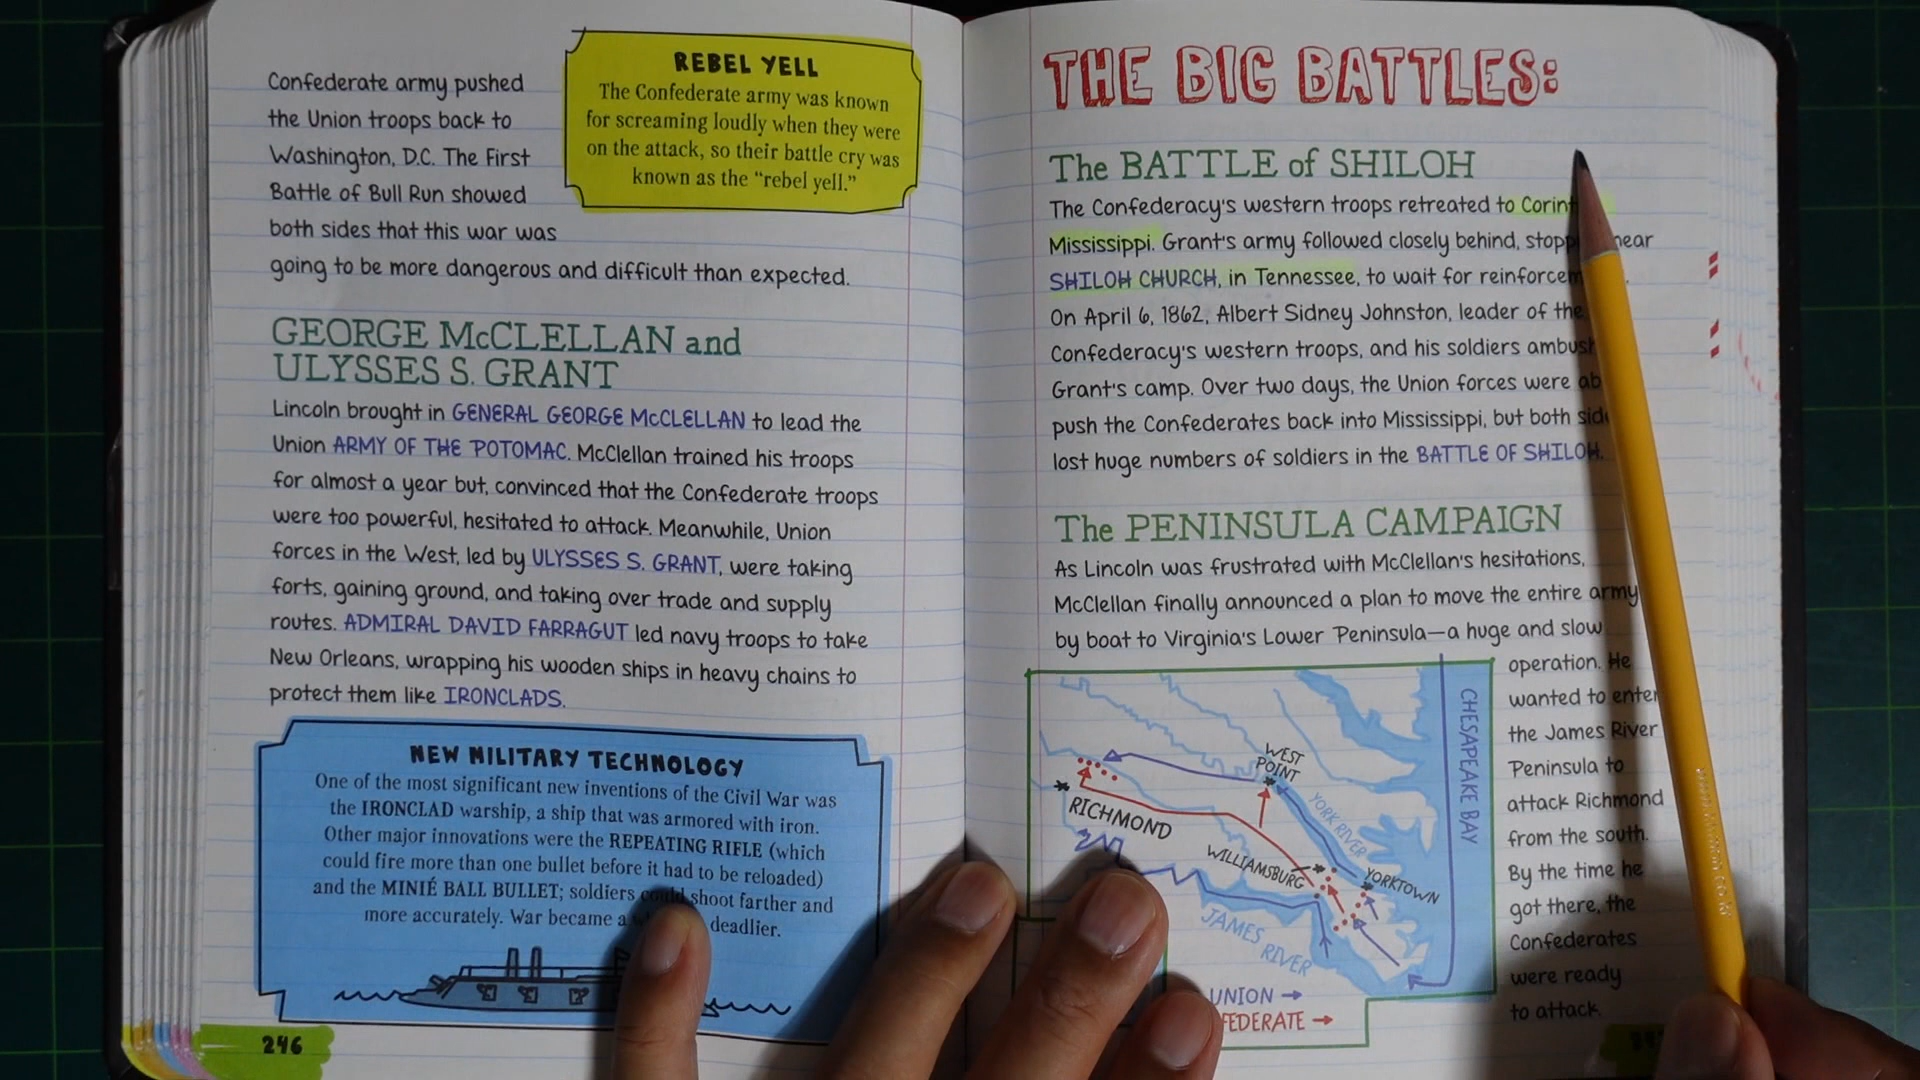 Confederate army pushed
the Union troops back to
Washington, D.C. The First
Battle of Bull Run showed
both sides that this war was
going to be more dangerous and difficult than expected.
REBEL YELL
The Confederate army was known
for screaming loudly when they were
on the attack, so their battle cry was
known as the “rebel yell.”
GEORGE McCLELLAN and
ULYSSES S. GRANT
Lincoln brought in GENERAL GEORGE McCLELLAN to lead the
Union ARMY OF THE POTOMAC. McClellan trained his troops
for almost a year but, convinced that the Confederate troops
were too powerful, hesitated to attack. Meanwhile, Union
forces in the West, led by ULYSSES S. GRANT, were taking
forts, gaining ground, and taking over trade and supply
routes. ADMIRAL DAVID FARRAGUT led navy troops to take
New Orleans, wrapping his wooden ships in heavy chains to
protect them like IRONCLADS.
NEW MILITARY TECHNOLOGY
One of the most significant new inventions of the Civil War was
the IRONCLAD warship, a ship that was armored with iron.
Other major innovations were the REPEATING RIFLE (which
could fire more than one bullet before it had to be reloaded)
and the MINIÉ BALL BULLET; soldiers could shoot farther and
more accurately. War became a deadlier.
246
THE BIG BATTLES:
The BATTLE of SHILOH
The Confederacy's western troops retreated to
Mississippi. Grant's army followed closely behind, near
SHILOH CHURCH, in Tennessee, to wait for
On April 6, 1862, Albert Sidney Johnston, leader of the
Confederacy's western troops, and his soldiers
Grant's camp. Over two days, the Union forces were
push the Confederates back into Mississippi, but both
lost huge numbers of soldiers in the BATTLE OF SHILOH.
The PENINSULA CAMPAIGN
As Lincoln was frustrated with McClellan's hesitations,
McClellan finally announced a plan to move the entire army
by boat to Virginia's Lower Peninsula—a huge and slow
operation. He
wanted to enter
the James River
Peninsula to
attack Richmond
from the south.
By the time he
got there, the
Confederates
were ready
to attack.
CHESAPEAKE BAY
WEST
POINT
YORK RIVER
RICHMOND
WILLIAMSBURG
YORKTOWN
JAMES
RIVER
UNION →